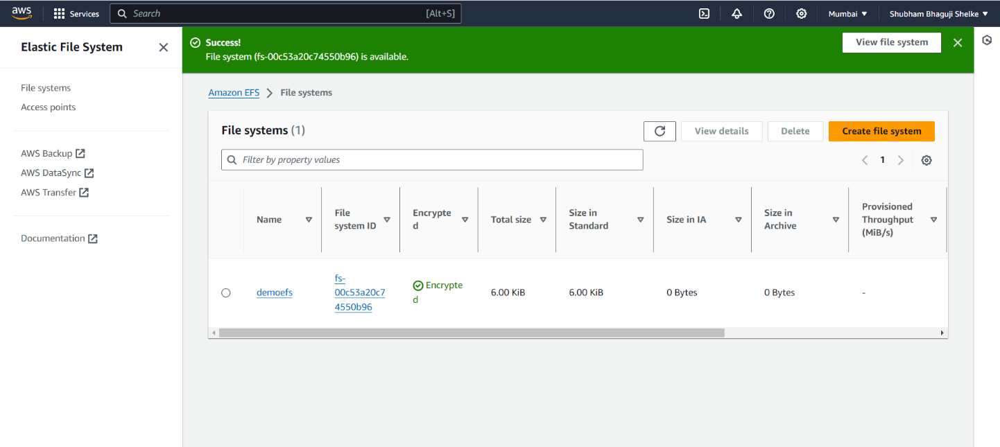 aws
Services
Search
[Alt+S]
Mumbai
Shubham Bhaguji Shelke
Elastic File System
File systems
Access points
AWS Backup
AWS DataSync
AWS Transfer
Documentation
Success!
File system (fs-00c53a20c74550b96) is available.
View file system
Amazon EFS
File systems
File systems (1)
View details
Delete
Create file system
Filter by property values
1
Name
File
system ID
Encrypte
d
Total size
Size in
Standard
Size in IA
Size in
Archive
Provisioned
Throughput
(MiB/s)
demoefs
fs-
00c53a20c7
4550b96
Encrypte
d
6.00 KiB
6.00 KiB
0 Bytes
0 Bytes
-